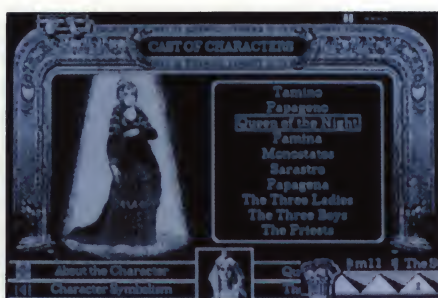 CAST OF CHARACTERS
Tamino
Papageno
Queen of the Night
Pamina
Monostatos
Sarastro
Papagena
The Three Ladies
The Three Boys
The Priests
About the Character
Character Symbolism